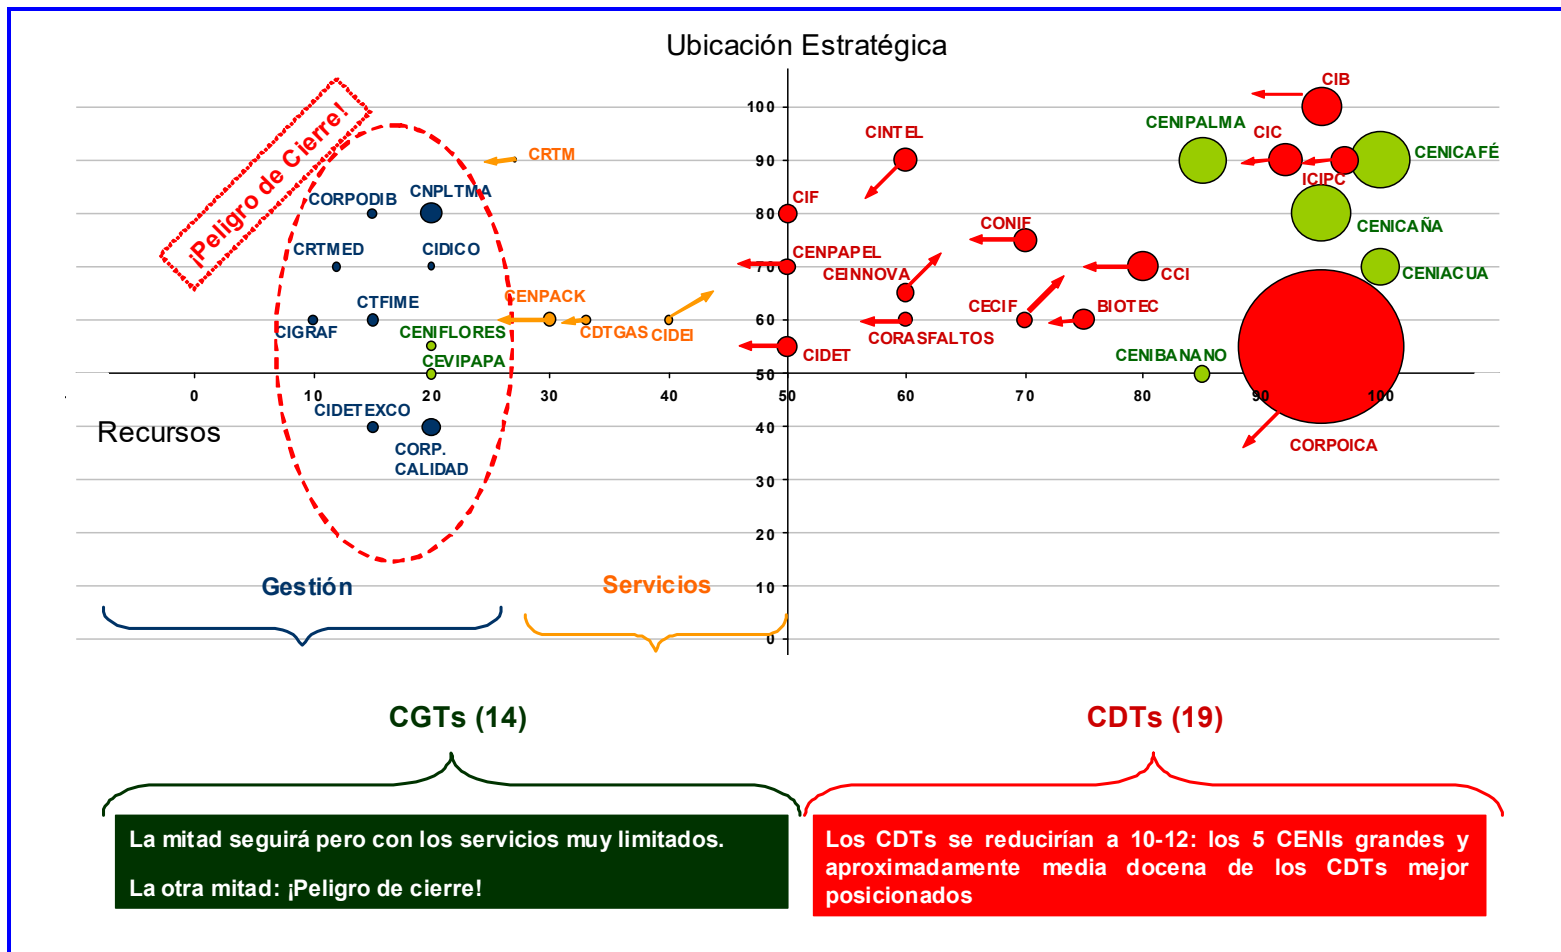 Ubicación Estratégica
¡Peligro de Cierre!
CIB
100
CENIPALMA
CINTEL
CIC
CENICAFÉ
CRTM
90
ICIPC
CORPODIB
CNPLTMA
CIF
80
CONIF
CENICAÑA
CRTMED
CIDICO
CENPAPEL
70
CEINNOVA
CCI
CENIACUA
CTFIME
CENPACK
CECIF
BIOTEC
CIGRAF
CENIFLORES
CDTGAS
CIDEI
60
CORASFALTOS
CEVIPAPA
CIDET
CENIBANANO
50
0
10
20
30
40
50
60
70
80
90
100
Recursos
CIDETEXCO
40
CORP.
CALIDAD
CORPOICA
30
20
10
0
Gestión
Servicios
CGTs (14)
CDTs (19)
La mitad seguirá pero con los servicios muy limitados.
La otra mitad: ¡Peligro de cierre!
Los CDTs se reducirían a 10-12: los 5 CENIs grandes y
aproximadamente media docena de los CDTs mejor
posicionados